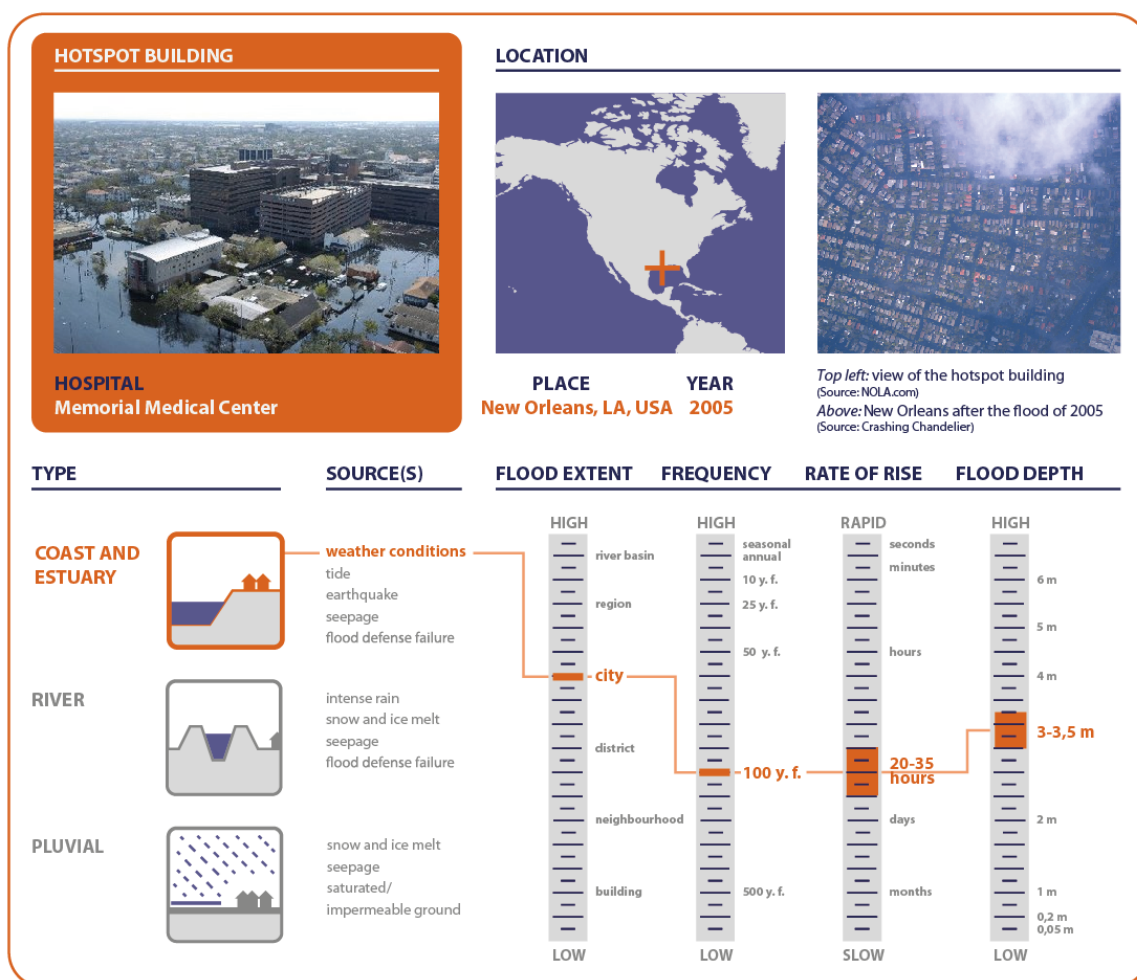 HOTSPOT BUILDING
LOCATION
HOSPITAL
Memorial Medical Center
PLACE
YEAR
New Orleans, LA, USA
2005
Top left: view of the hotspot building
(Source: NOLA.com)
Above: New Orleans after the flood of 2005
(Source: Crashing Chandelier)
TYPE
SOURCE(S)
FLOOD EXTENT
FREQUENCY
RATE OF RISE
FLOOD DEPTH
COAST AND
ESTUARY
weather conditions
tide
earthquake
seepage
flood defense failure
RIVER
intense rain
snow and ice melt
seepage
flood defense failure
PLUVIAL
snow and ice melt
seepage
saturated/
impermeable ground
HIGH
river basin
region
city
district
neighbourhood
building
LOW
HIGH
seasonal
annual
10 y. f.
25 y. f.
50 y. f.
100 y. f.
500 y. f.
LOW
RAPID
seconds
minutes
hours
20-35
hours
days
months
SLOW
HIGH
6 m
5 m
4 m
3-3,5 m
2 m
1 m
0,2 m
0,05 m
LOW